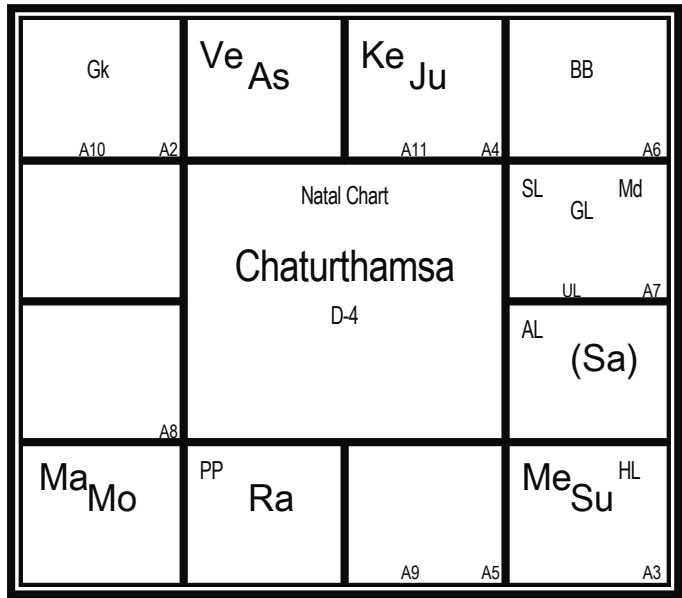 Gk
A10 A2
Ve As
Ke Ju
A11 A4
BB
A6
Natal Chart
Chaturthamsa
D-4
SL GL Md
UL A7
A8
AL
(Sa)
Ma Mo
PP
Ra
A9 A5
Me Su HL
A3